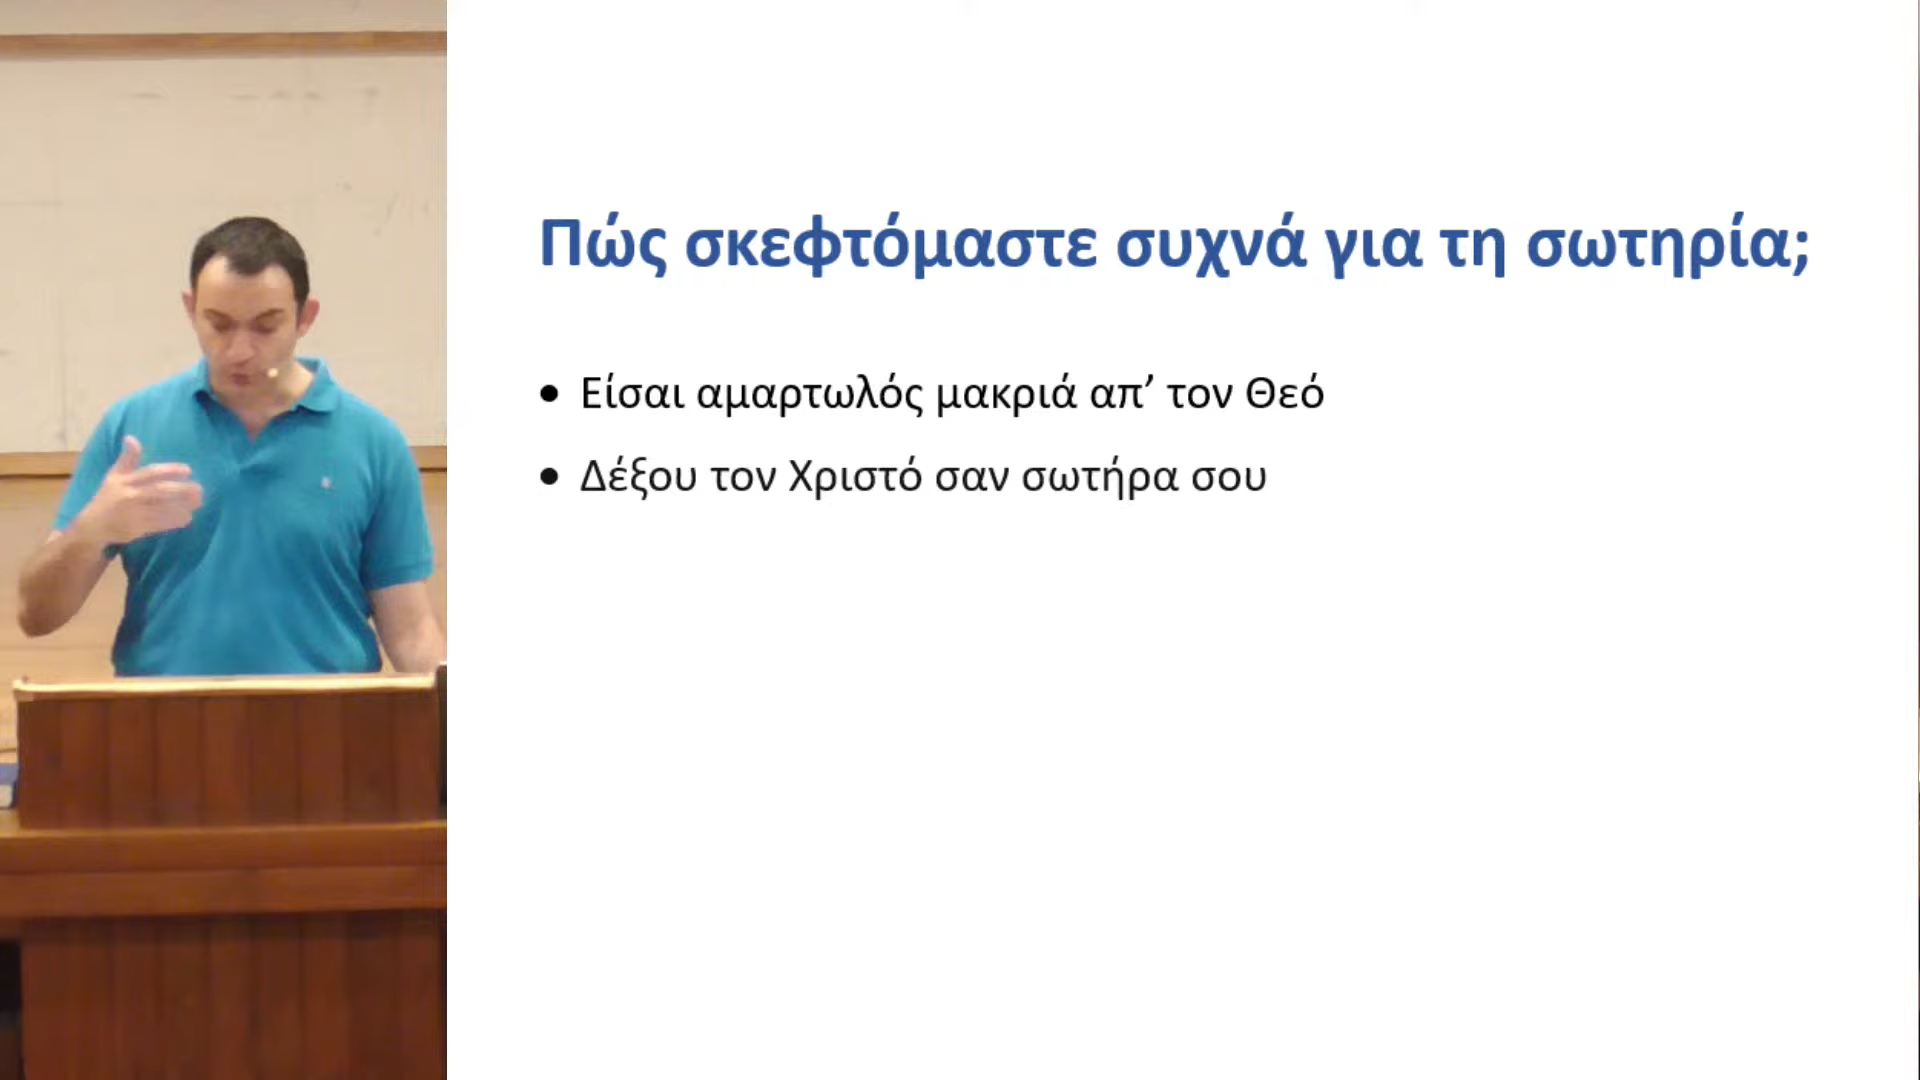 Πώς σκεφτόμαστε συχνά για τη σωτηρία;
• Είσαι αμαρτωλός μακριά απ’ τον Θεό
• Δέξου τον Χριστό σαν σωτήρα σου